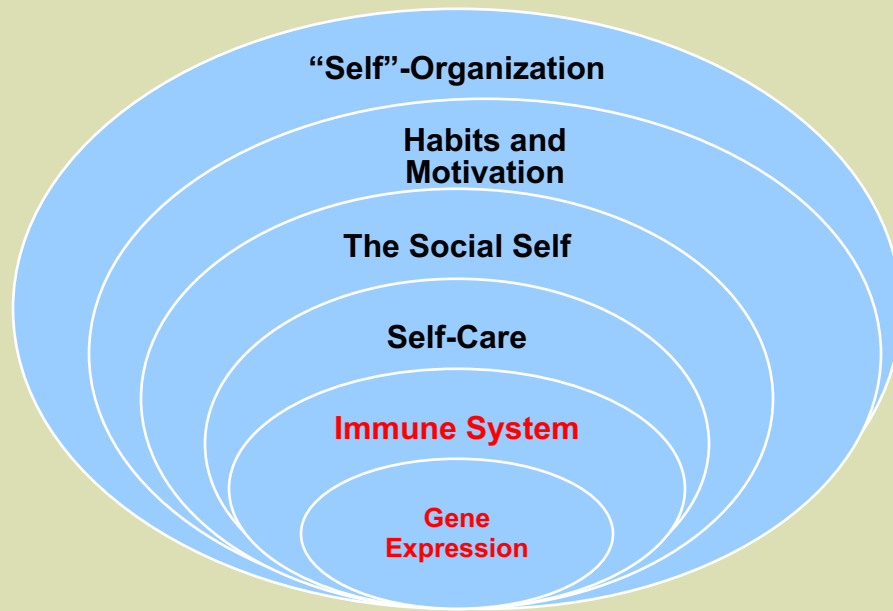 “Self”-Organization
Habits and
Motivation
The Social Self
Self-Care
Immune System
Gene
Expression